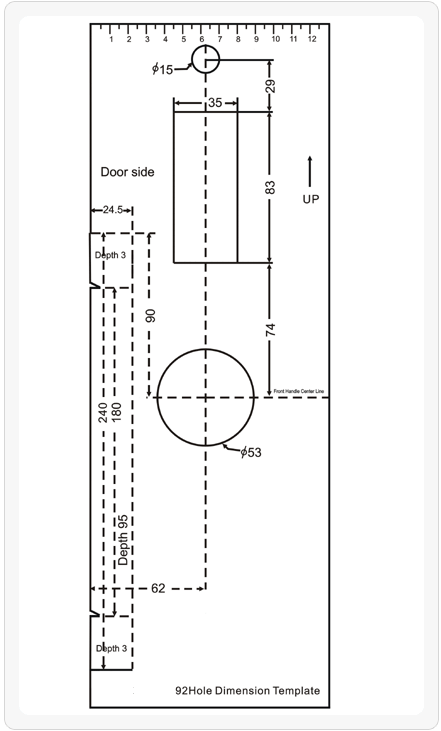 1 2 3 4 5 6 7 8 9 10 11 12
ϕ15
29
35
Door side
83
UP
24.5
Depth 3
90
74
Front Handle Center Line
240
180
ϕ53
Depth 95
62
Depth 3
92Hole Dimension Template